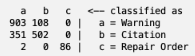 a b c <-- classified as
903 108 0 | a = Warning
351 502 0 | b = Citation
2 0 86 | c = Repair Order